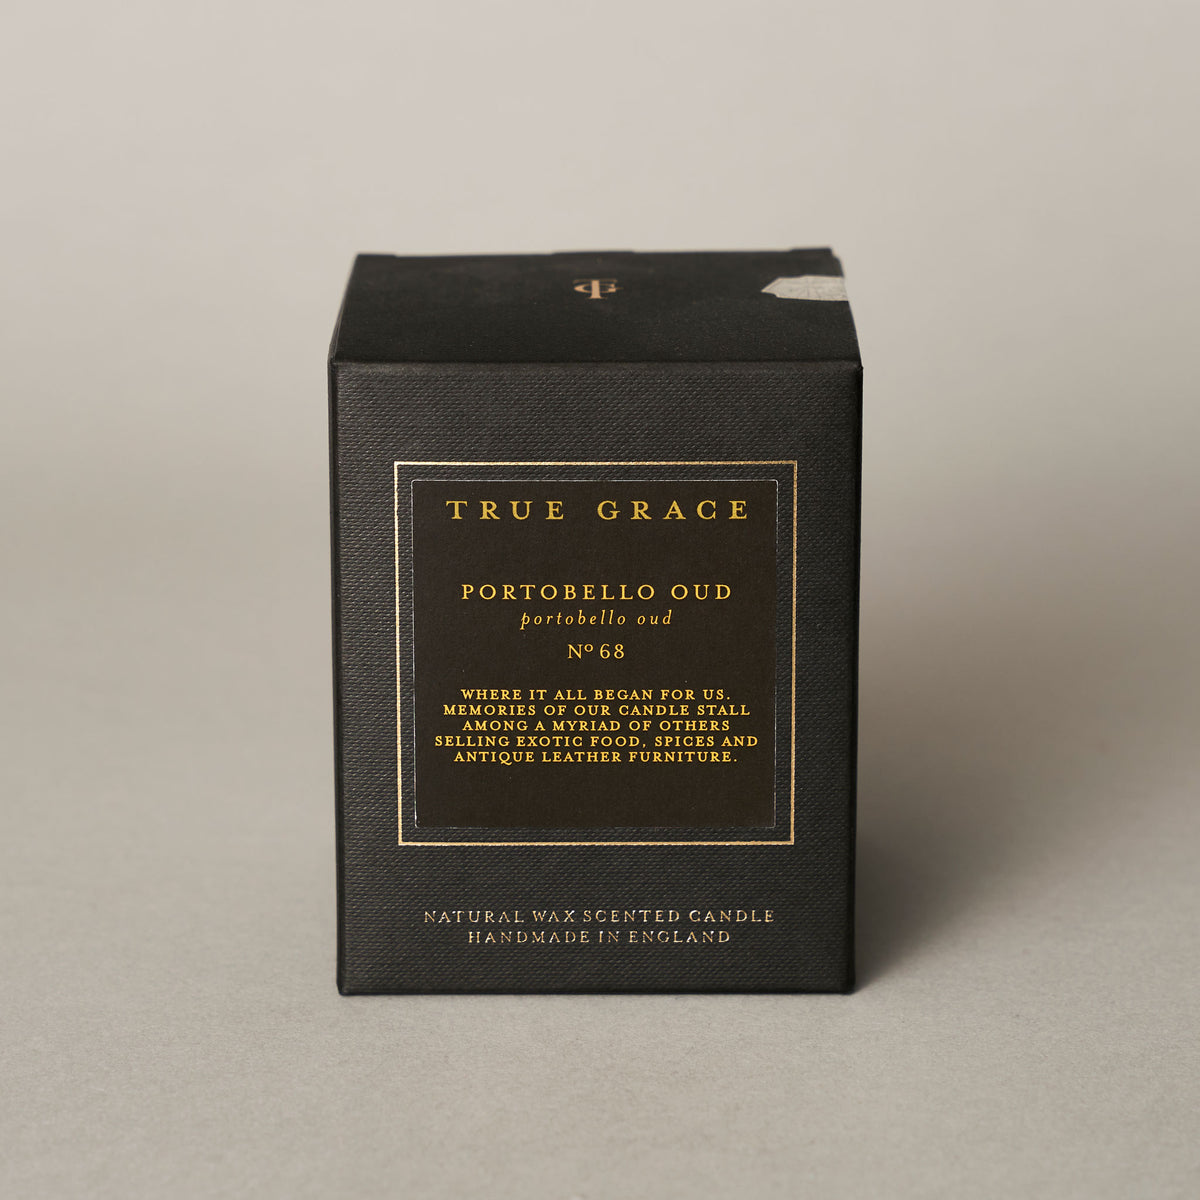 TG
TRUE GRACE
PORTOBELLO OUD
portobello oud
Nº 68
WHERE IT ALL BEGAN FOR US.
MEMORIES OF OUR CANDLE STALL
AMONG A MYRIAD OF OTHERS
SELLING EXOTIC FOOD, SPICES AND
ANTIQUE LEATHER FURNITURE.
NATURAL WAX SCENTED CANDLE
HANDMADE IN ENGLAND